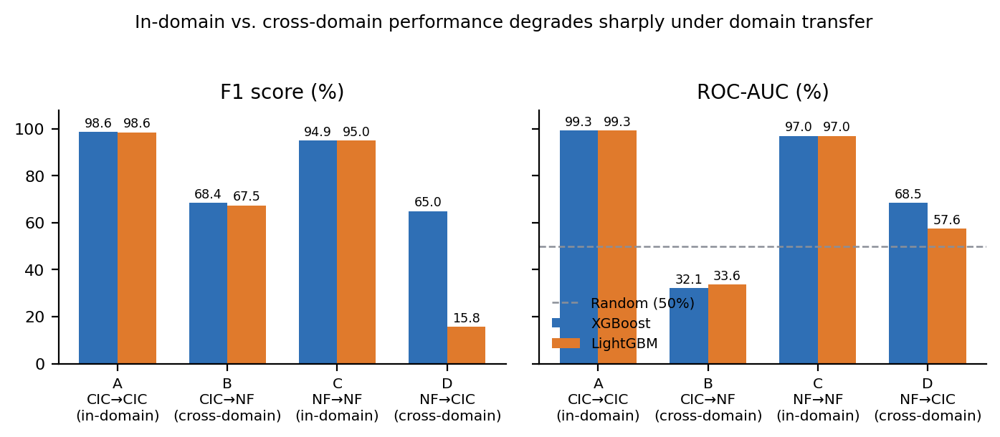 In-domain vs. cross-domain performance degrades sharply under domain transfer
F1 score (%)
100
80
60
40
20
0
98.6 98.6
68.4 67.5
94.9 95.0
65.0
15.8
A
CIC→CIC
(in-domain)
B
CIC→NF
(cross-domain)
C
NF→NF
(in-domain)
D
NF→CIC
(cross-domain)
ROC-AUC (%)
99.3 99.3
32.1 33.6
97.0 97.0
68.5
57.6
Random (50%)
XGBoost
LightGBM
A
CIC→CIC
(in-domain)
B
CIC→NF
(cross-domain)
C
NF→NF
(in-domain)
D
NF→CIC
(cross-domain)